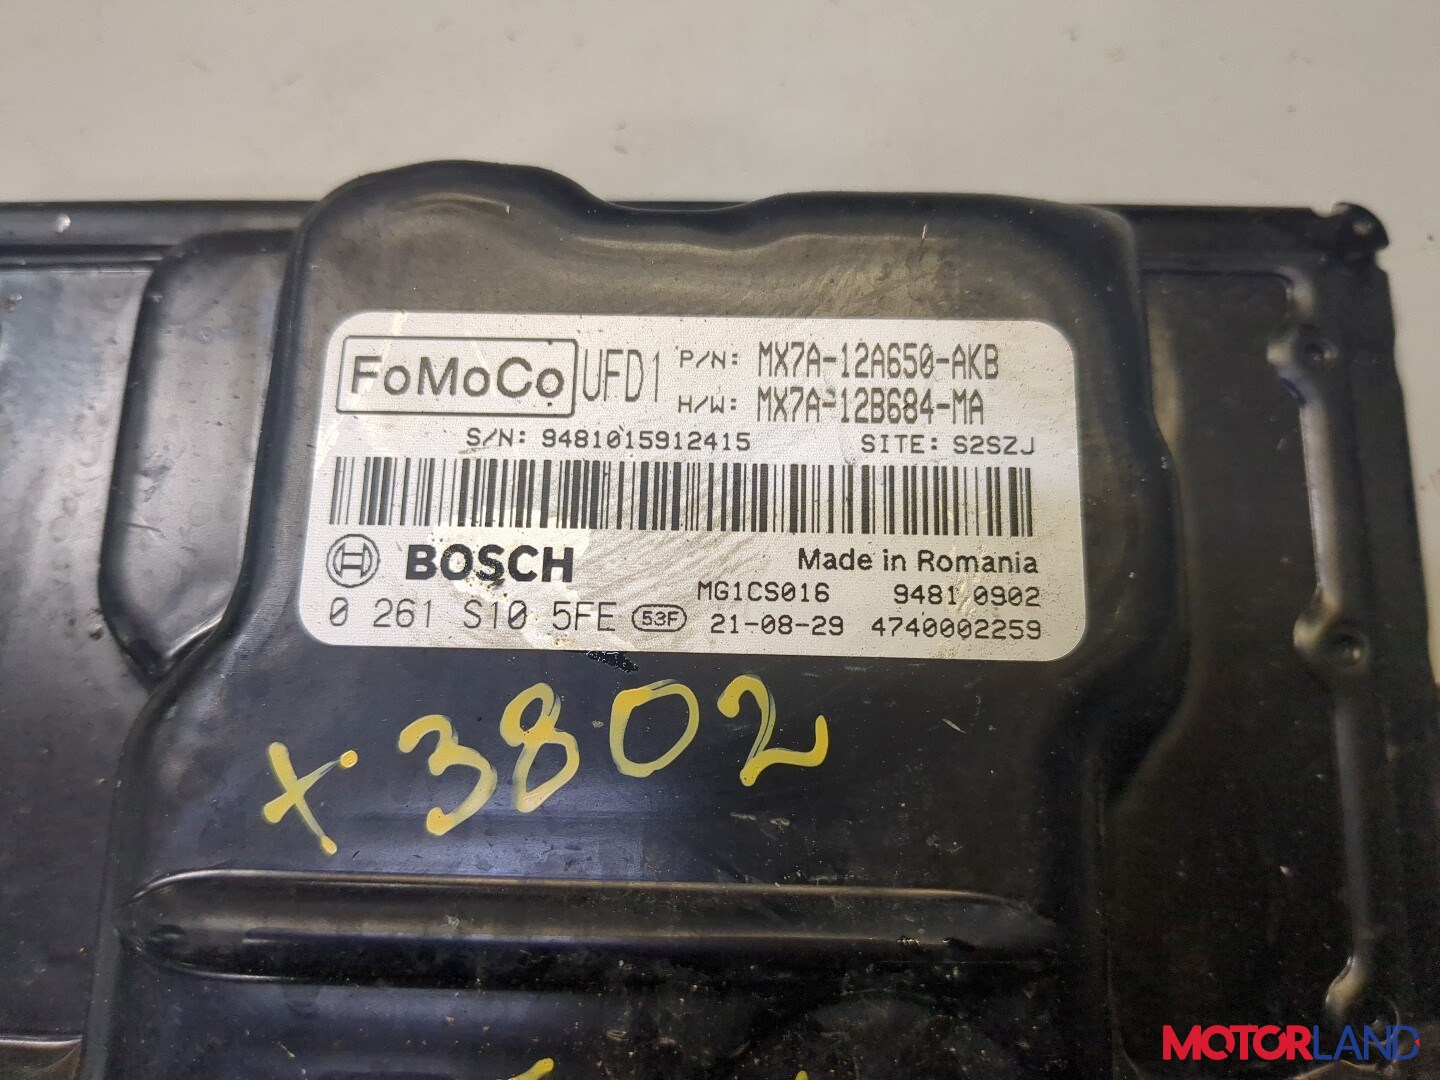 FoMoCo UFD1 P/N: MX7A-12A650-AKB
H/W: MX7A-12B684-MA
S/N: 9481015912415 SITE: S2SZJ
BOSCH Made in Romania
MG1CS016 9481 0902
0 261 S10 5FE 53F 21-08-29 4740002259
+3802
MOTORLAND